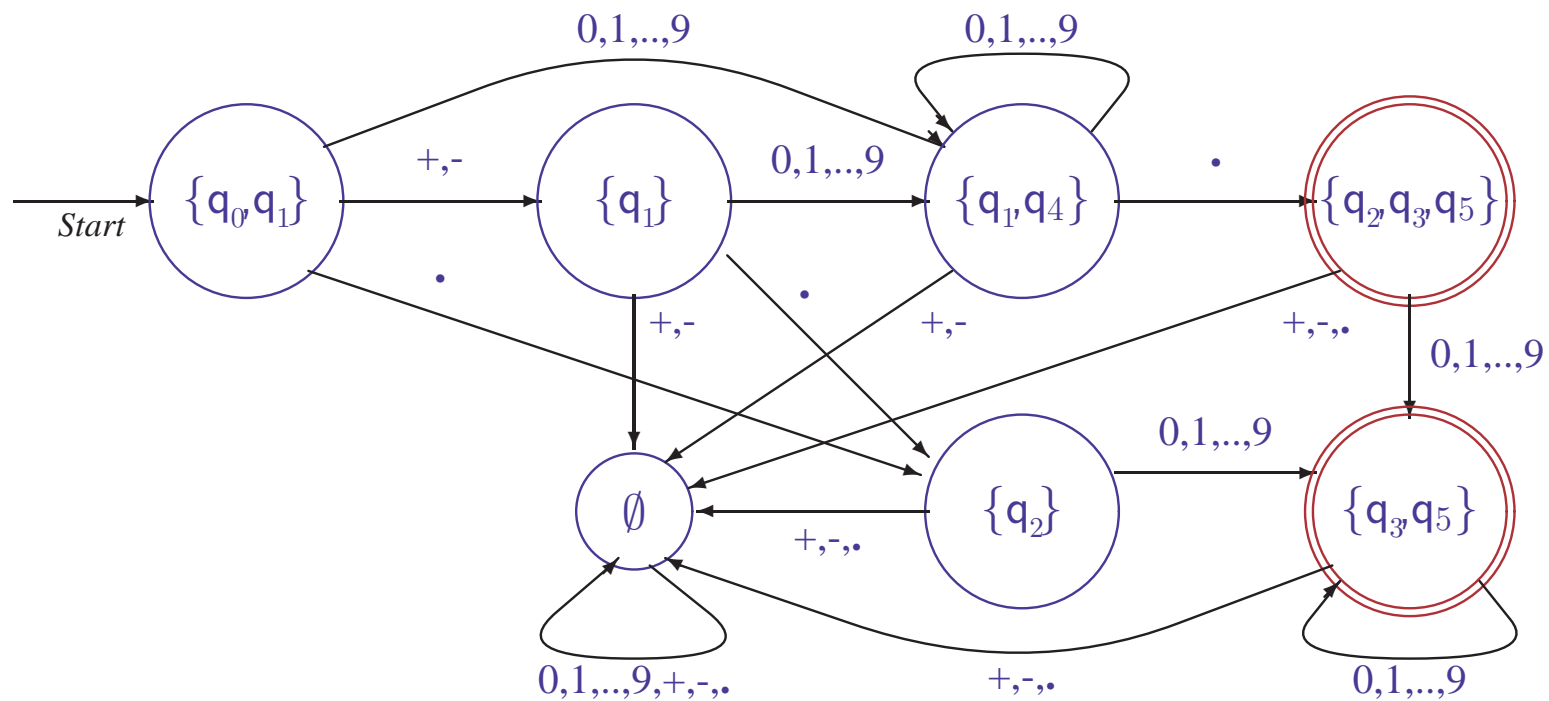 0,1,..,9
0,1,..,9
+,-
0,1,..,9
.
{q0,q1}
{q1}
{q1,q4}
{q2,q3,q5}
Start
.
.
+,-
+,-
+,-,.
0,1,..,9
0,1,..,9
∅
{q2}
{q3,q5}
+,-,.
0,1,..,9,+,-,.
+,-,.
0,1,..,9